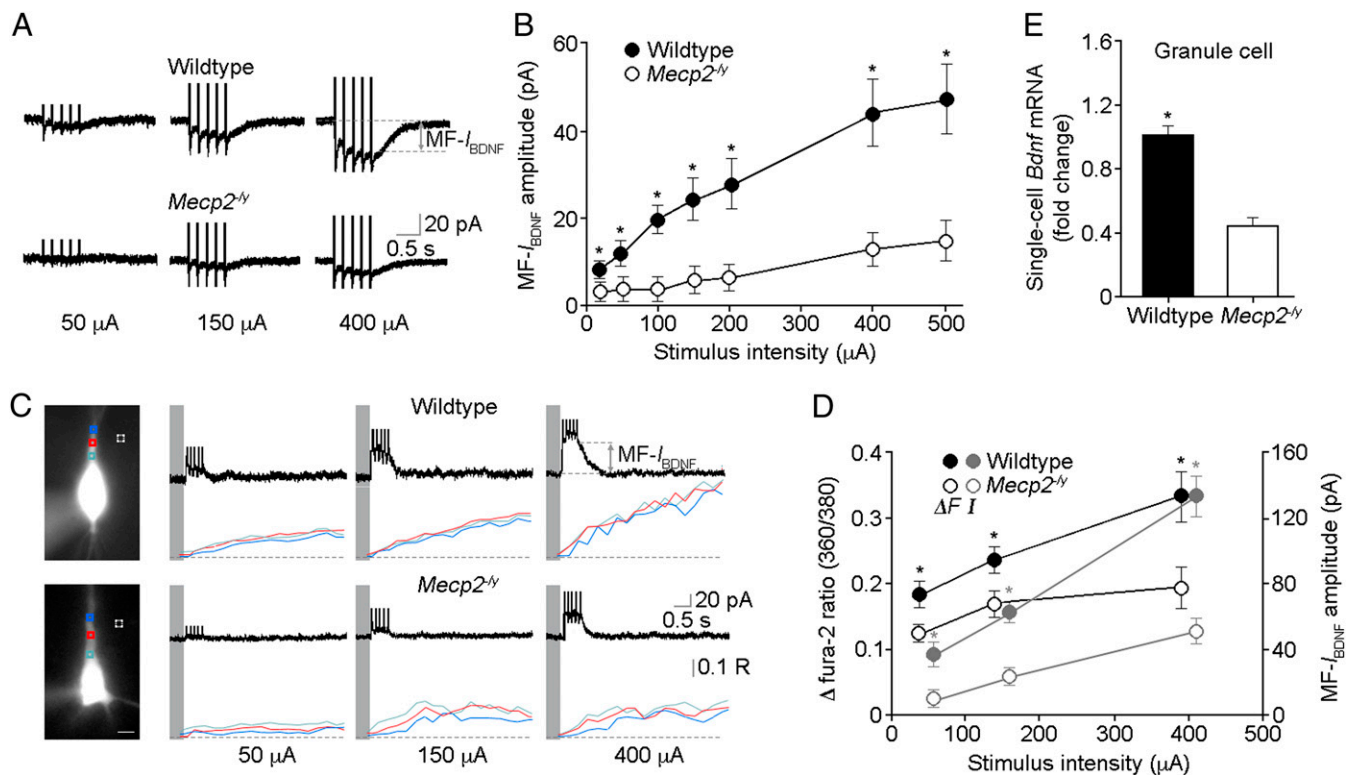 A
Wildtype
MF-I_BDNF
Mecp2^-/y
20 pA
0.5 s
50 μA 150 μA 400 μA
B
MF-I_BDNF amplitude (pA)
60
40
20
0
Wildtype
Mecp2^-/y
* * * * * * *
0 100 200 300 400 500
Stimulus intensity (μA)
E
Single-cell Bdnf mRNA
(fold change)
1.6
1.2
0.8
0.4
0
Granule cell
*
Wildtype Mecp2^-/y
C
Wildtype
MF-I_BDNF
Mecp2^-/y
20 pA
0.5 s
0.1 R
50 μA 150 μA 400 μA
D
Δ fura-2 ratio (360/380)
0.4
0.3
0.2
0.1
0
Wildtype
Mecp2^-/y
ΔF I
* * * * * *
160
120
80
40
0
MF-I_BDNF amplitude (pA)
0 100 200 300 400 500
Stimulus intensity (μA)